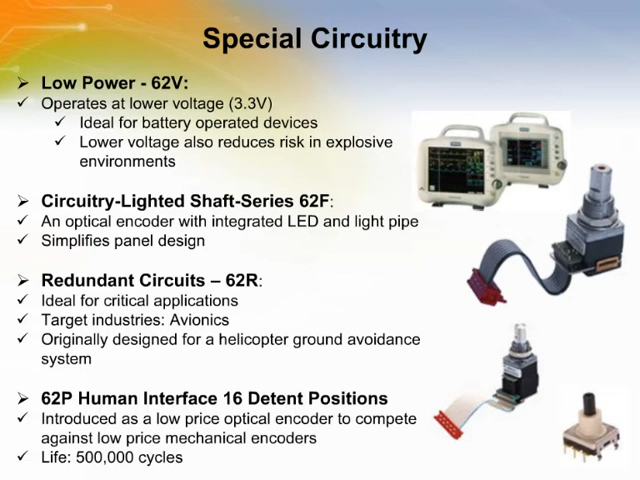 Special Circuitry
➢ Low Power - 62V:
✓ Operates at lower voltage (3.3V)
✓ Ideal for battery operated devices
✓ Lower voltage also reduces risk in explosive
environments
➢ Circuitry-Lighted Shaft-Series 62F:
✓ An optical encoder with integrated LED and light pipe
✓ Simplifies panel design
➢ Redundant Circuits – 62R:
✓ Ideal for critical applications
✓ Target industries: Avionics
✓ Originally designed for a helicopter ground avoidance
system
➢ 62P Human Interface 16 Detent Positions
✓ Introduced as a low price optical encoder to compete
against low price mechanical encoders
✓ Life: 500,000 cycles